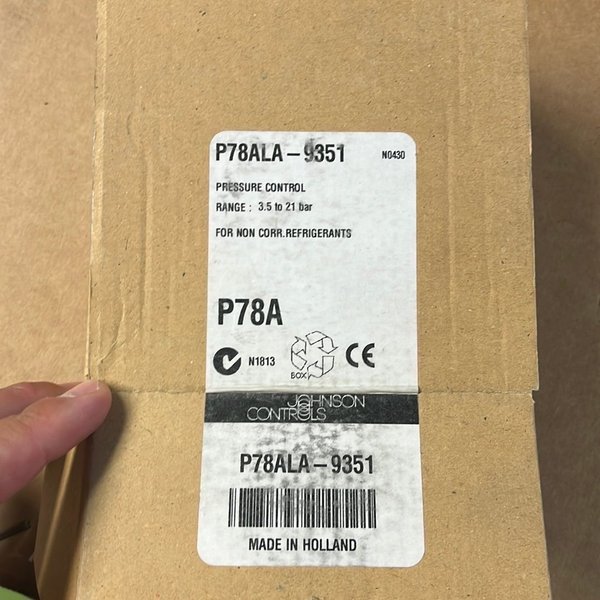 P78ALA-9351 N0430
PRESSURE CONTROL
RANGE : 3.5 to 21 bar
FOR NON CORR.REFRIGERANTS
P78A
N1813
BOX
CE
JOHNSON
CONTROLS
P78ALA-9351
MADE IN HOLLAND